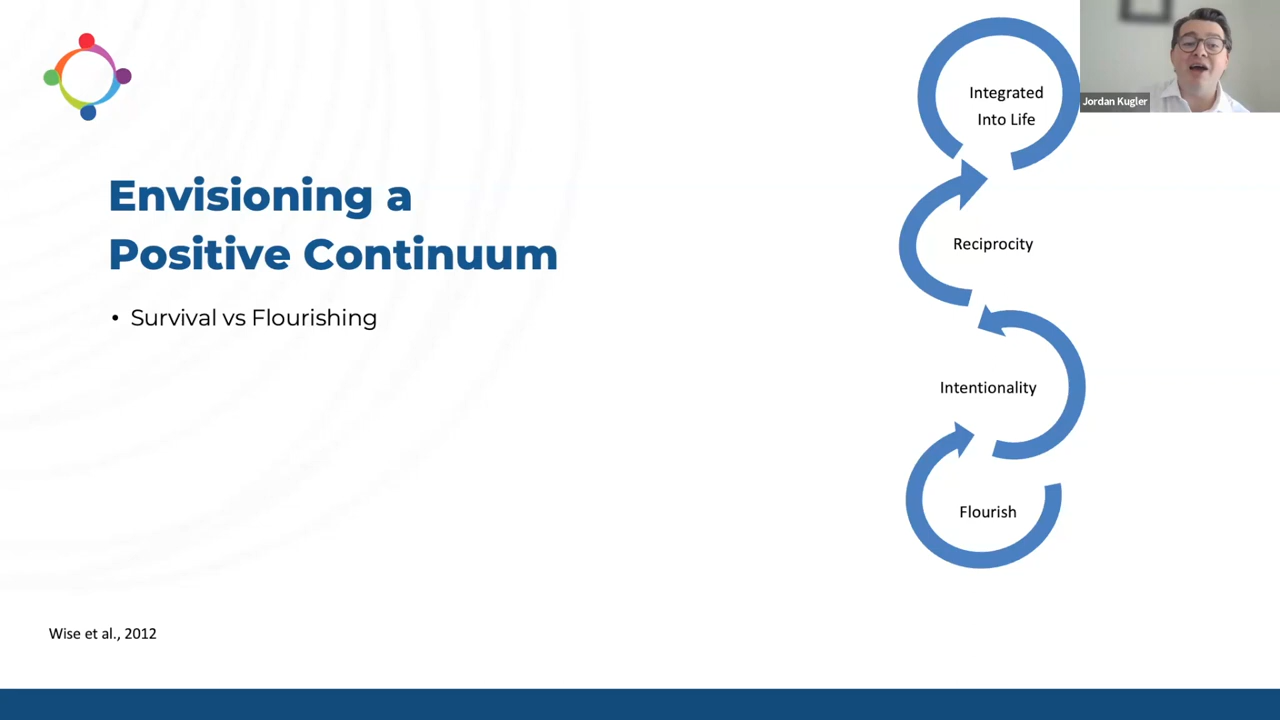 Envisioning a
Positive Continuum
• Survival vs Flourishing
Integrated
Into Life
Reciprocity
Intentionality
Flourish
Jordan Kugler
Wise et al., 2012